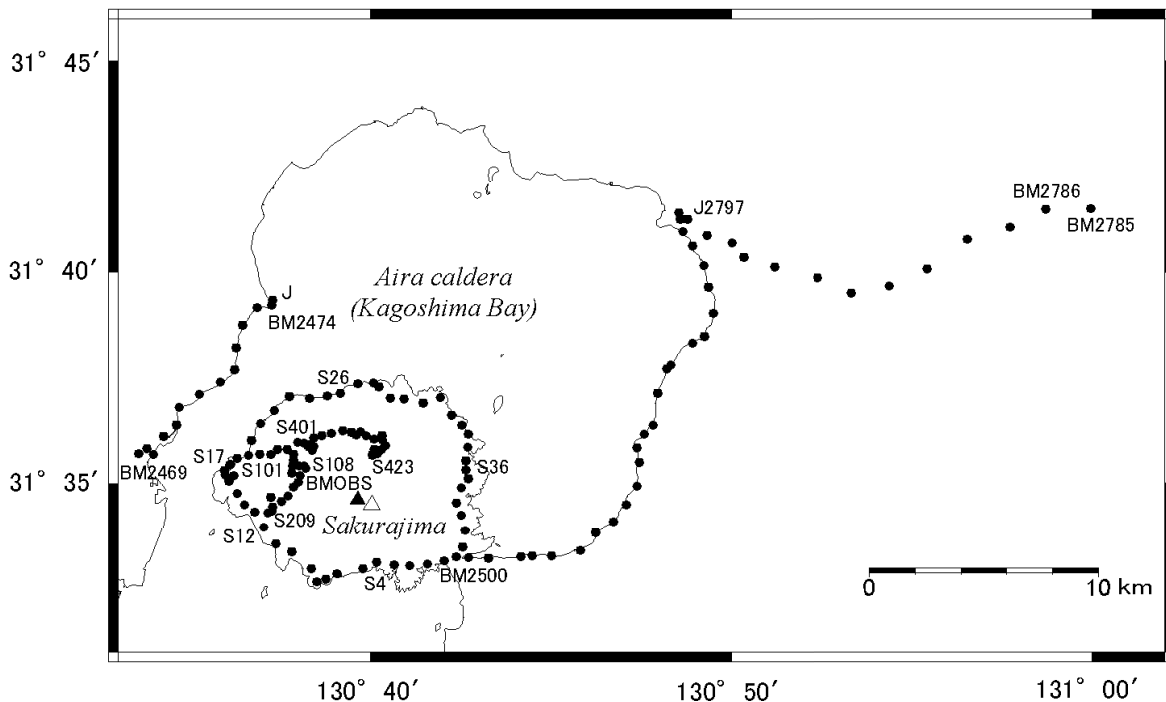 31° 45′
BM2786
J2797
BM2785
31° 40′
Aira caldera
(Kagoshima Bay)
J
BM2474
S26
S401
S17
S101
S108
S423
S36
BM2469
31° 35′
BMOBS
S209
Sakurajima
S12
S4
BM2500
0
10 km
130° 40′
130° 50′
131° 00′